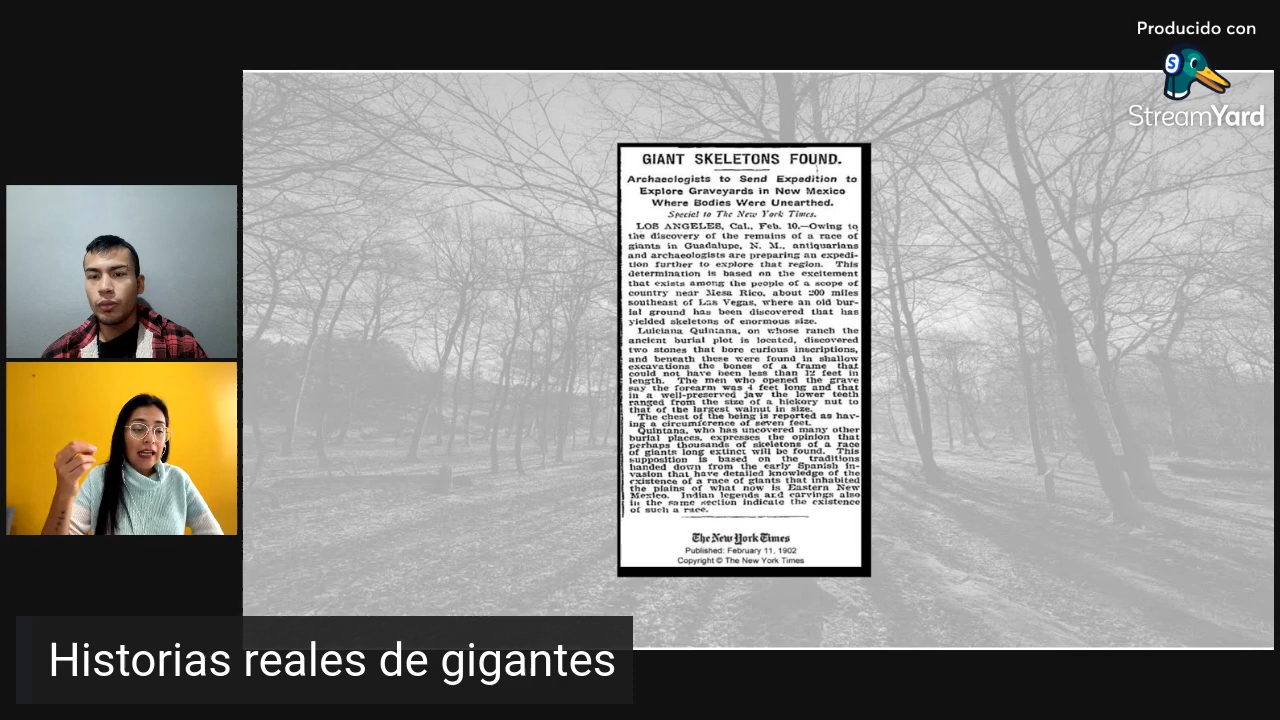 Producido con
StreamYard
GIANT SKELETONS FOUND.
Archaeologists to Send Expedition to
Explore Graveyards in New Mexico
Where Bodies Were Unearthed.
Special to The New York Times.
LOS ANGELES, Cal., Feb. 10.—Owing to
the discovery of the remains of a race of
giants in Guadalupe, N. M., antiquarians
and archaeologists are preparing an expedi-
tion further to explore that region. This
determination is based on the excitement
that exists among the people of a scope of
country near Mesa Rico, about 200 miles
southeast of Las Vegas, where an old bur-
ial ground has been discovered that has
yielded skeletons of enormous size.
Luiciana Quintana, on whose ranch the
ancient burial plot is located, discovered
two stones that bore curious inscriptions,
and beneath these were found in shallow
excavations the bones of a frame that
could not have been less than 12 feet in
length. The men who opened the grave
say the forearm was 4 feet long and that
in a well-preserved jaw the lower teeth
ranged from the size of a hickory nut to
that of the largest walnut in size.
The chest of the being is reported as hav-
ing a circumference of seven feet.
Quintana, who has uncovered many other
burial places, expresses the opinion that
perhaps thousands of skeletons of a race
of giants long extinct will be found. This
supposition is based on the traditions
handed down from the early Spanish in-
vasion that have detailed knowledge of the
existence of a race of giants that inhabited
the plains of what now is Eastern New
Mexico. Indian legends and carvings also
in the same section indicate the existence
of such a race.
The New York Times
Published: February 11, 1902
Copyright © The New York Times
Historias reales de gigantes